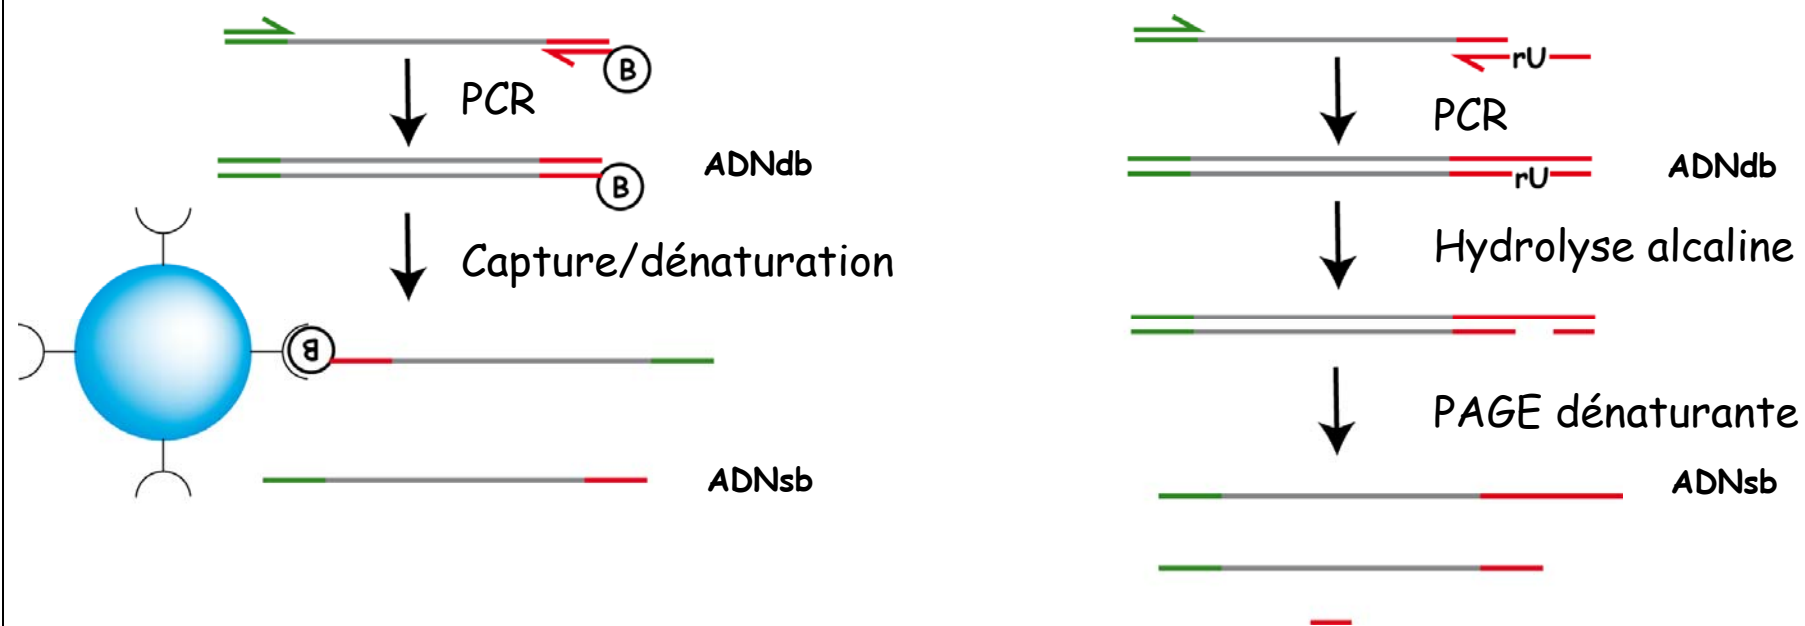 B
PCR
ADNdb
B
Capture/dénaturation
B
ADNsb
rU
PCR
ADNdb
rU
Hydrolyse alcaline
PAGE dénaturante
ADNsb